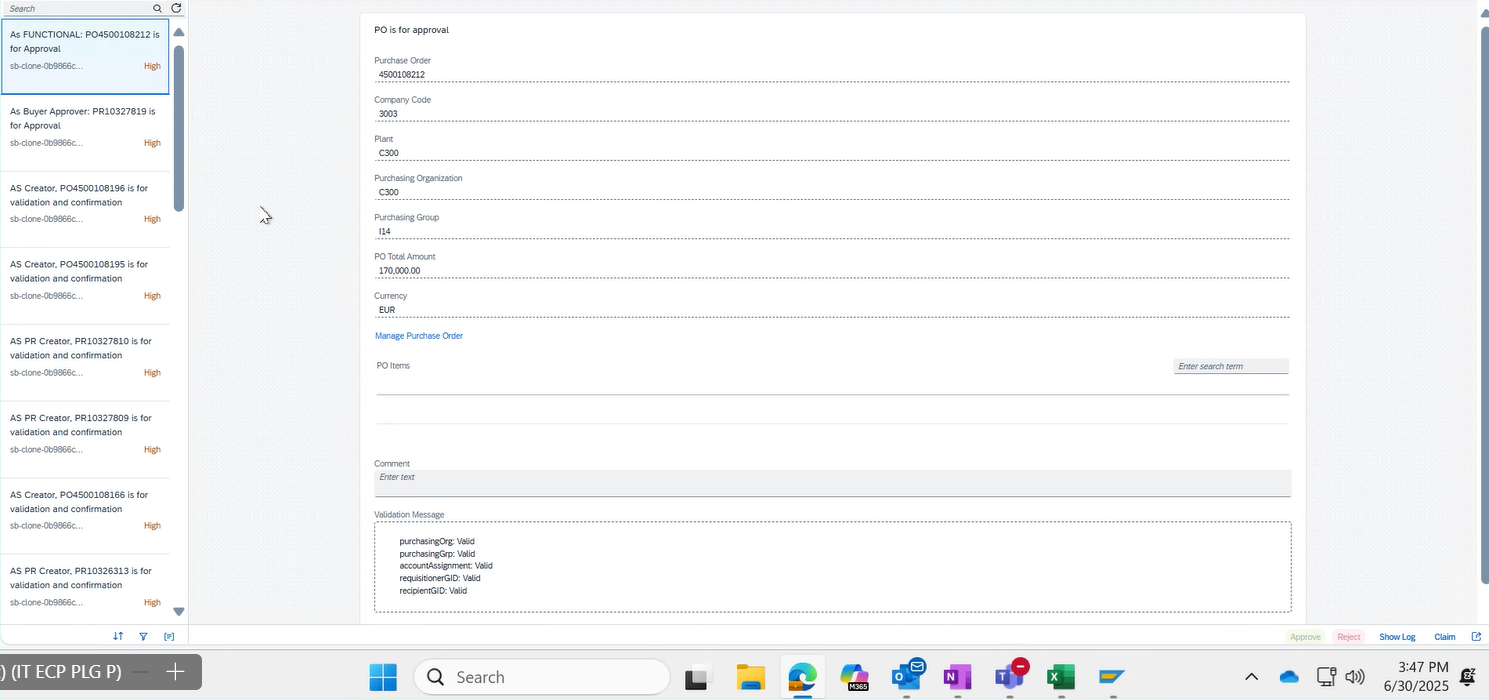 Search
As FUNCTIONAL: PO4500108212 is
for Approval
sb-clone-0b9866c...
High
As Buyer Approver: PR10327819 is
for Approval
sb-clone-0b9866c...
High
AS Creator, PO4500108196 is for
validation and confirmation
sb-clone-0b9866c...
High
AS Creator, PO4500108195 is for
validation and confirmation
sb-clone-0b9866c...
High
AS PR Creator, PR10327810 is for
validation and confirmation
sb-clone-0b9866c...
High
AS PR Creator, PR10327809 is for
validation and confirmation
sb-clone-0b9866c...
High
AS Creator, PO4500108166 is for
validation and confirmation
sb-clone-0b9866c...
High
AS PR Creator, PR10326313 is for
validation and confirmation
sb-clone-0b9866c...
High
PO is for approval
Purchase Order
4500108212
Company Code
3003
Plant
C300
Purchasing Organization
C300
Purchasing Group
I14
PO Total Amount
170,000.00
Currency
EUR
Manage Purchase Order
PO Items
Enter search term
Comment
Enter text
Validation Message
purchasingOrg: Valid
purchasingGrp: Valid
accountAssignment: Valid
requisitionerGID: Valid
recipientGID: Valid
Approve
Reject
Show Log
Claim
) (IT ECP PLG P)
Search
M365
3:47 PM
6/30/2025